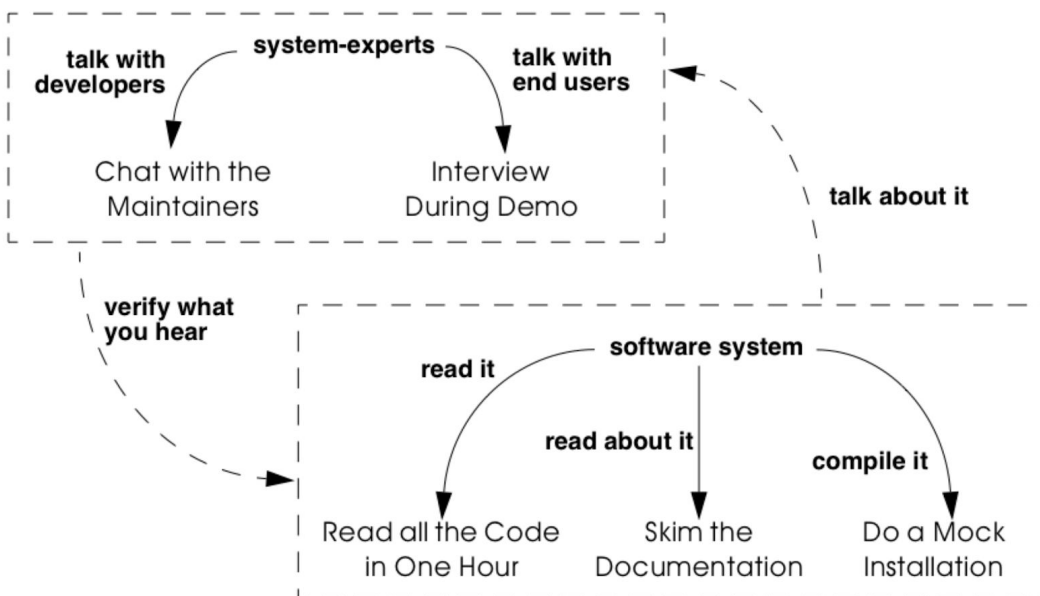 system-experts
talk with
developers
talk with
end users
Chat with the
Maintainers
Interview
During Demo
talk about it
verify what
you hear
software system
read it
read about it
compile it
Read all the Code
in One Hour
Skim the
Documentation
Do a Mock
Installation